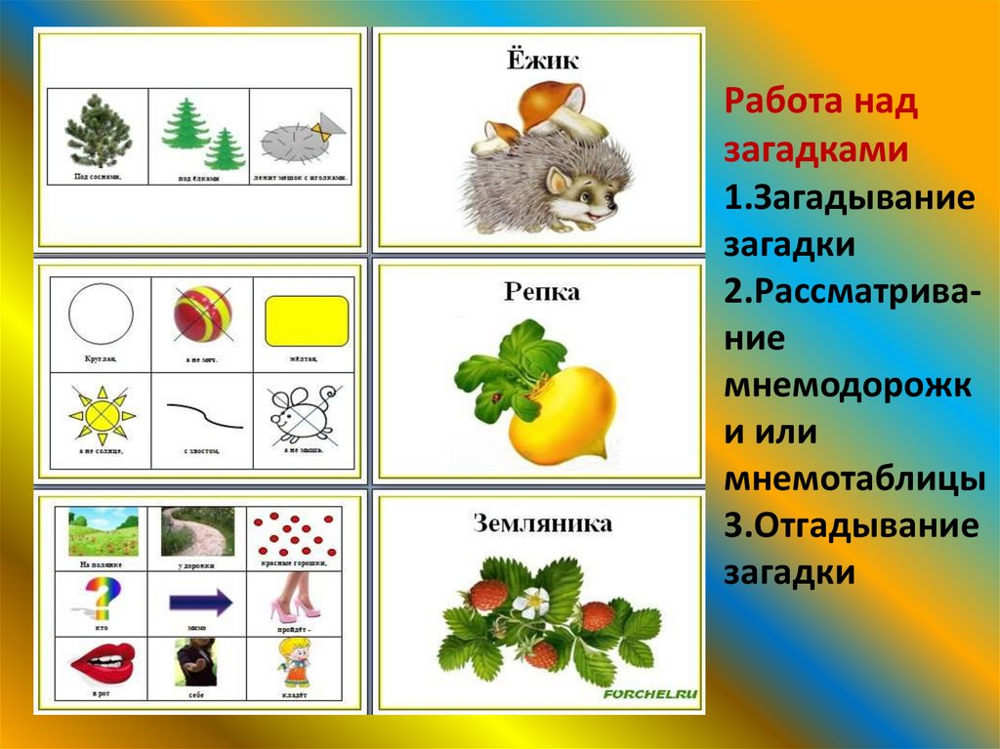 Под соснами,
под ёлками
лежит мешок с иголками.
Ёжик
Круглая,
а не мяч.
жёлтая,
а не солнце,
с хвостом,
а не мышь.
Репка
На полянке
у дорожки
красные горошки,
кто
мимо
пройдёт -
в рот
себе
кладёт
Земляника
FORCHEL.RU
Работа над
загадками
1.Загадывание
загадки
2.Рассматрива-
ние
мнемодорожк
и или
мнемотаблицы
3.Отгадывание
загадки